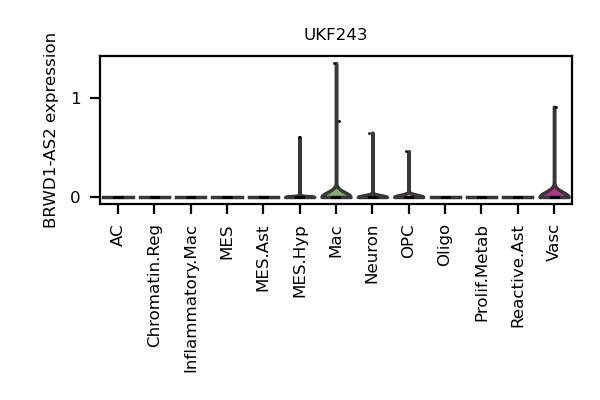 UKF243
BRWD1-AS2 expression
1
0
AC
Chromatin.Reg
Inflammatory.Mac
MES
MES.Ast
MES.Hyp
Mac
Neuron
OPC
Oligo
Prolif.Metab
Reactive.Ast
Vasc